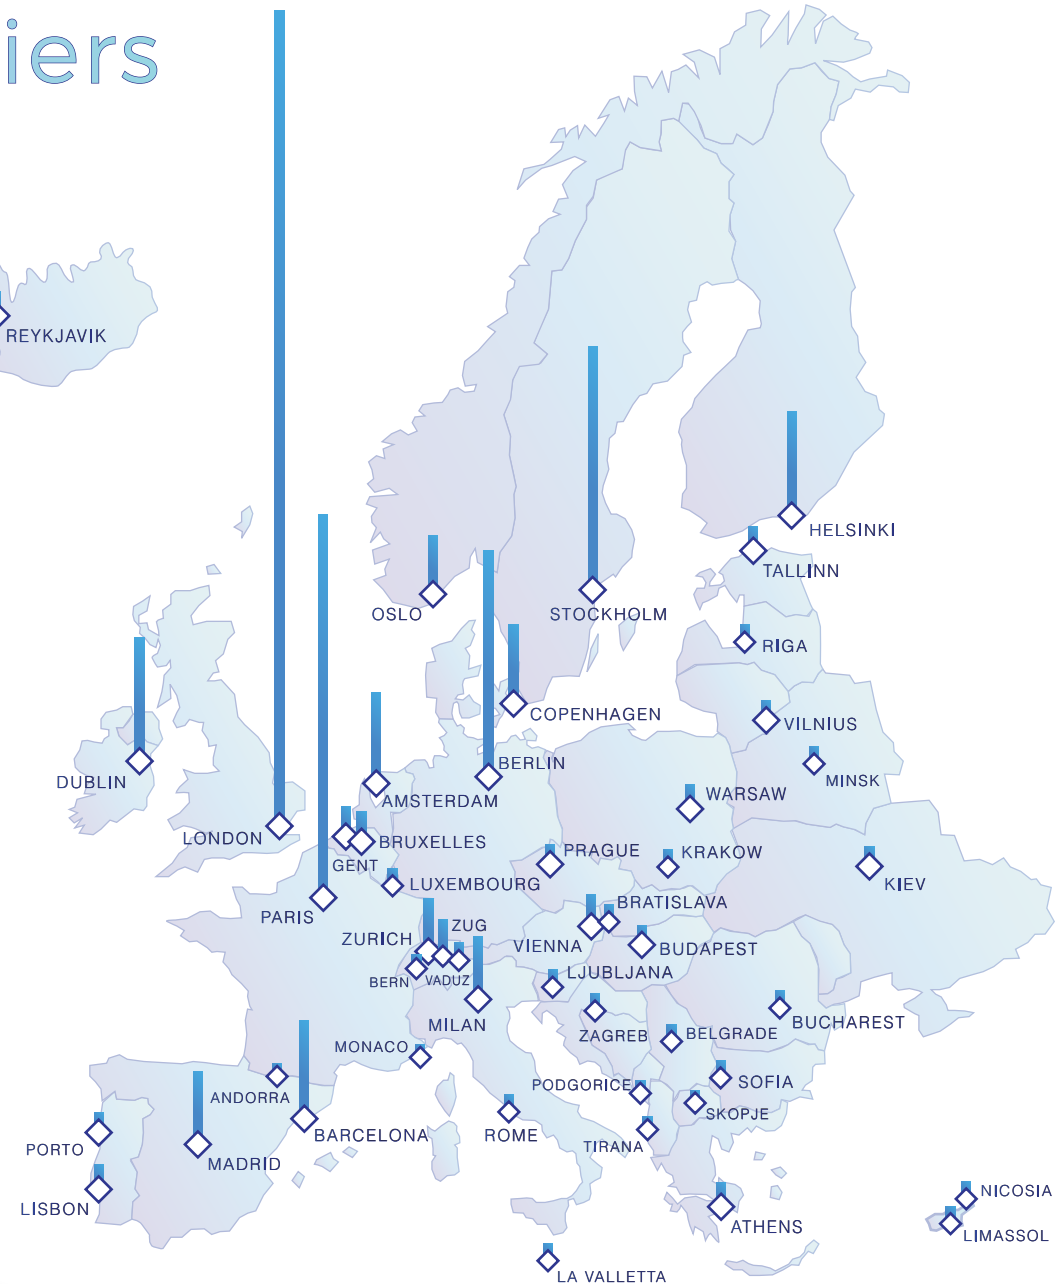 iers
REYKJAVIK
HELSINKI
TALLINN
OSLO
STOCKHOLM
RIGA
COPENHAGEN
VILNIUS
BERLIN
DUBLIN
MINSK
AMSTERDAM
WARSAW
LONDON
BRUXELLES
PRAGUE
KRAKOW
GENT
LUXEMBOURG
KIEV
BRATISLAVA
PARIS
ZUG
ZURICH
VIENNA
BUDAPEST
LJUBLJANA
BERN
VADUZ
MILAN
BUCHAREST
ZAGREB
BELGRADE
MONACO
SOFIA
PODGORICE
ANDORRA
SKOPJE
BARCELONA
ROME
TIRANA
PORTO
MADRID
NICOSIA
LISBON
ATHENS
LIMASSOL
LA VALLETTA